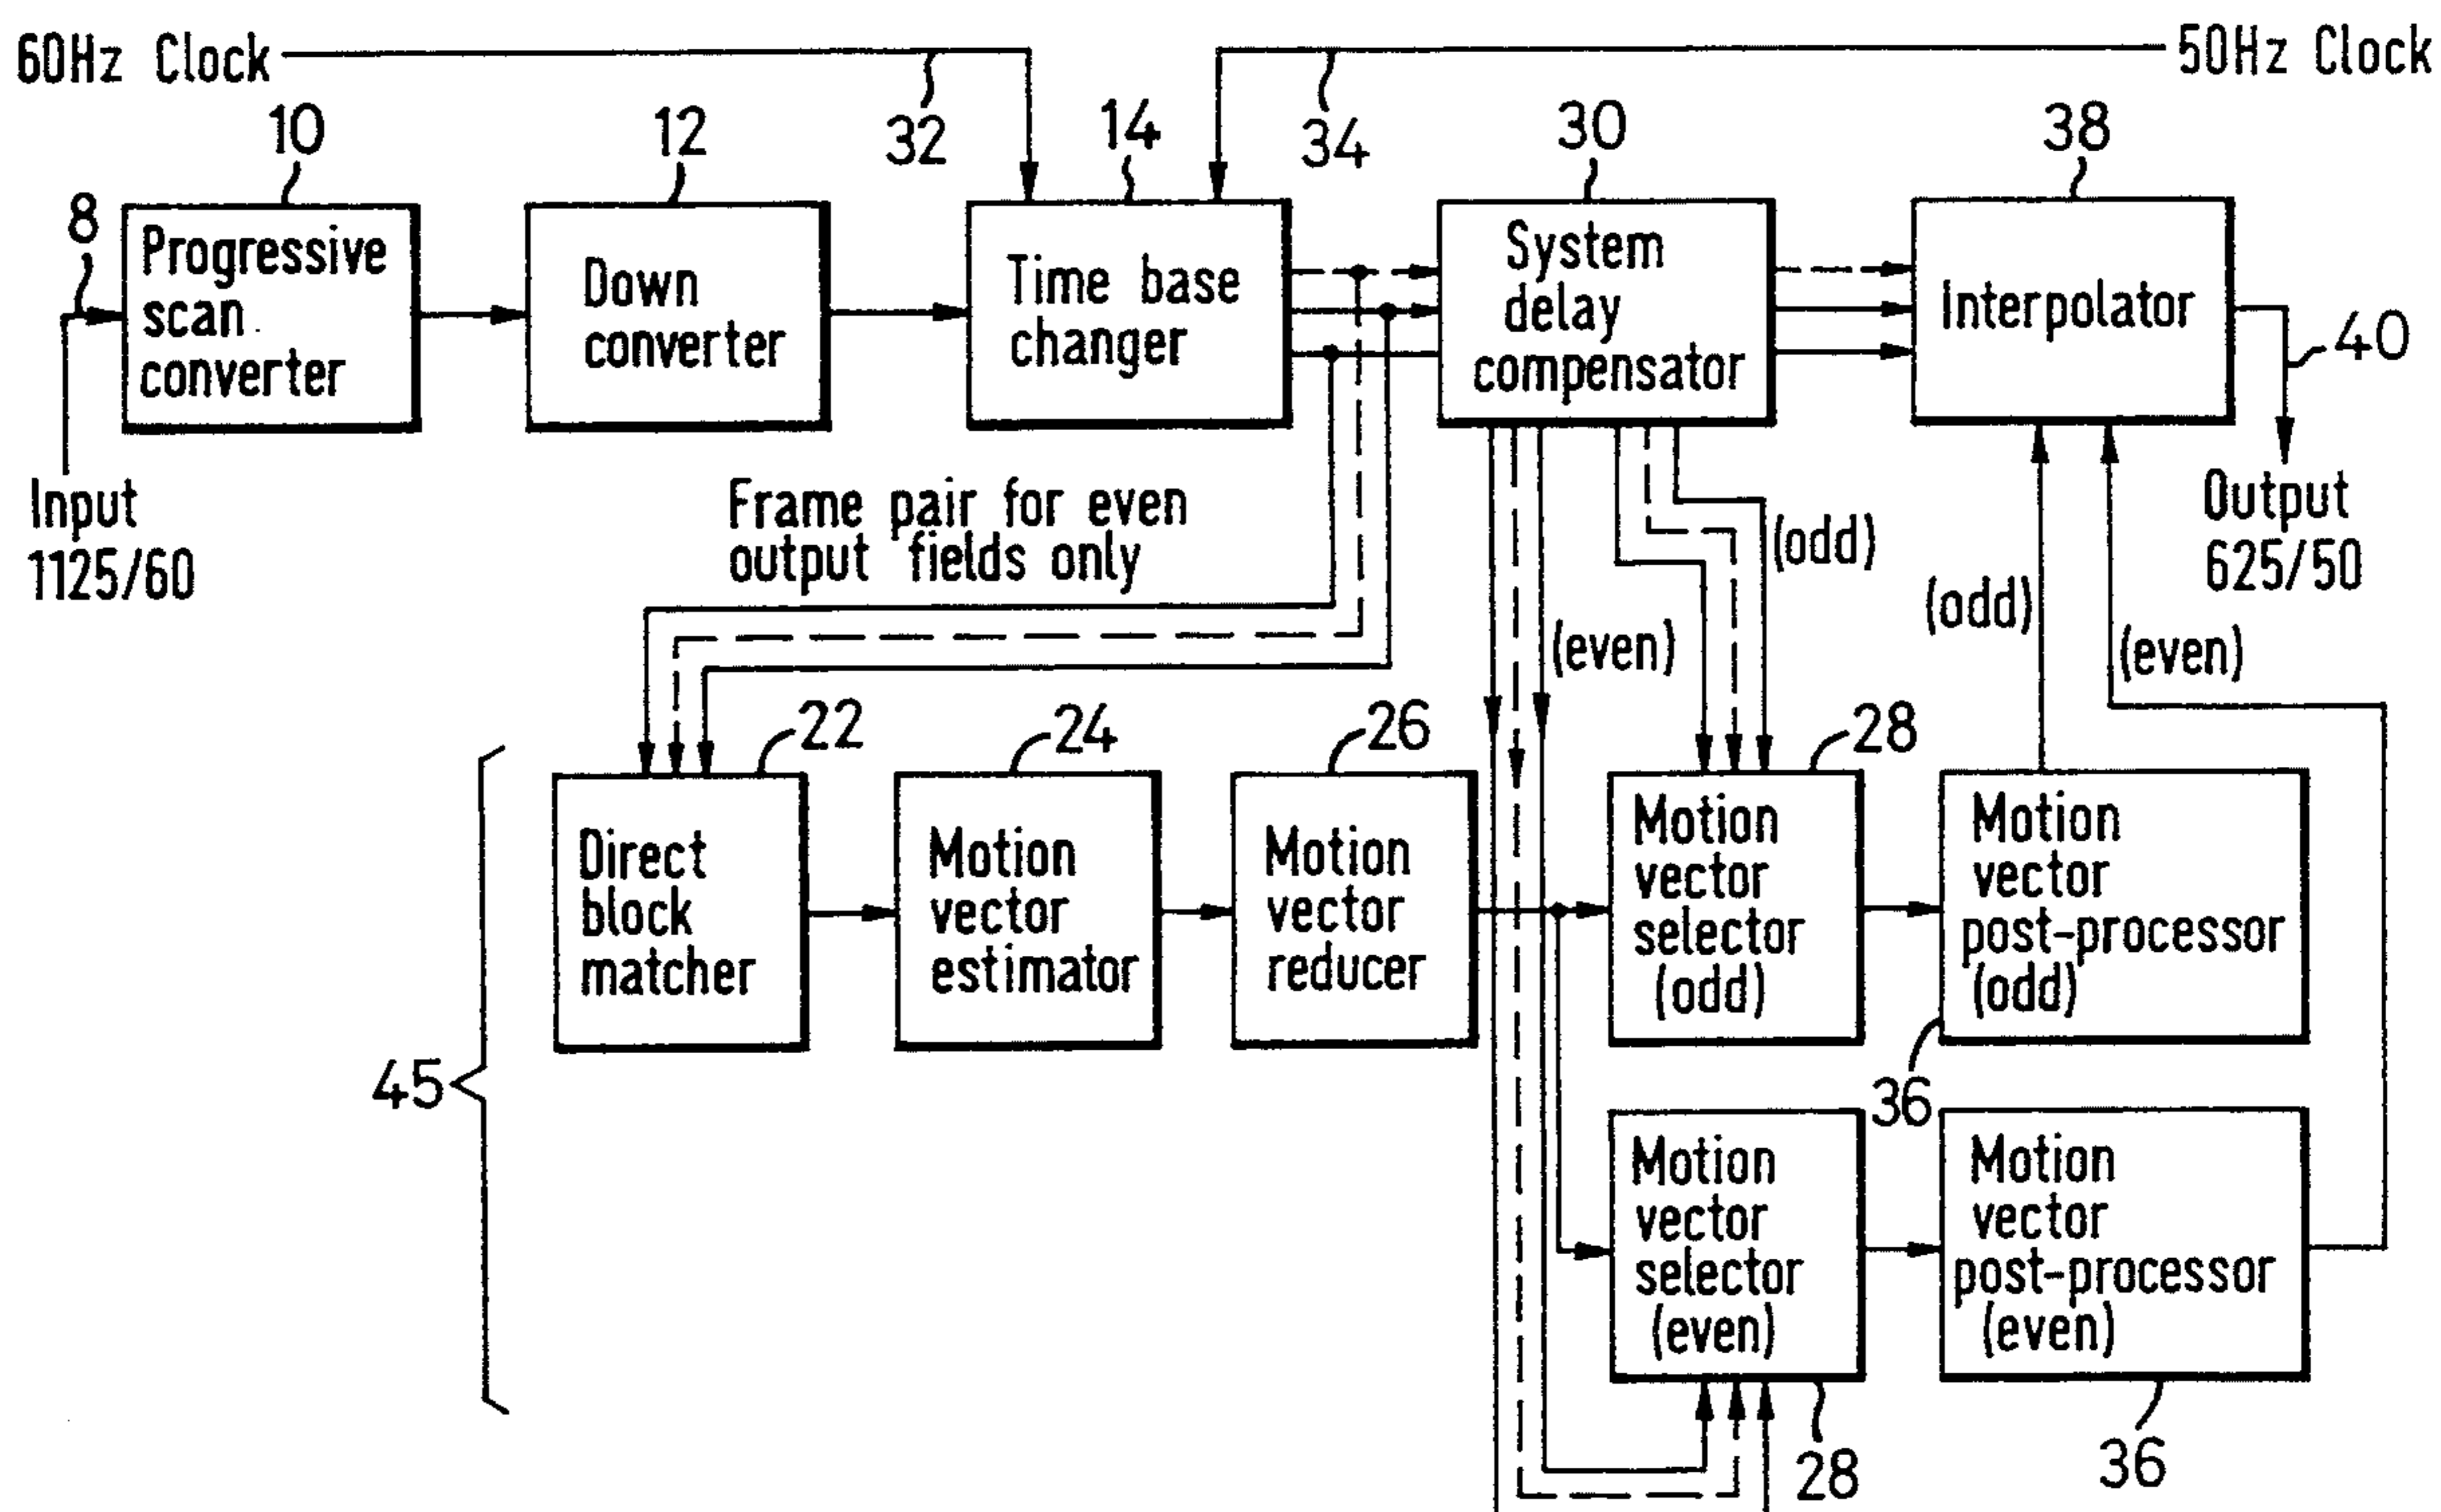 60Hz Clock
50Hz Clock
10
12
32
14
34
30
38
8
Progressive
scan
converter
Down
converter
Time base
changer
System
delay
compensator
Interpolator
40
Input
1125/60
Frame pair for even
output fields only
(odd)
(even)
(odd)
(even)
Output
625/50
22
24
26
28
45
Direct
block
matcher
Motion
vector
estimator
Motion
vector
reducer
Motion
vector
selector
(odd)
Motion
vector
post-processor
(odd)
36
Motion
vector
selector
(even)
Motion
vector
post-processor
(even)
28
36